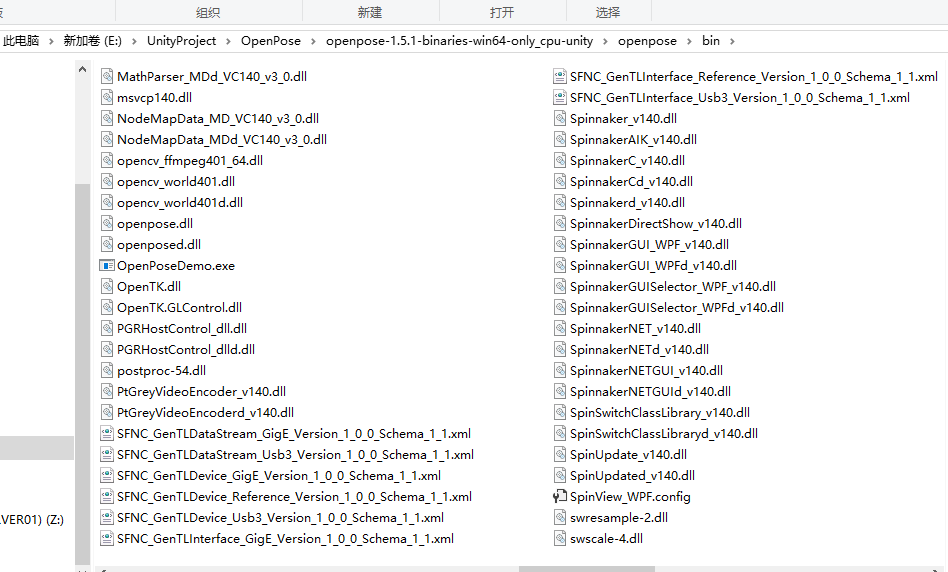 组织
新建
打开
选择
此电脑 > 新加卷 (E:) > UnityProject > OpenPose > openpose-1.5.1-binaries-win64-only_cpu-unity > openpose > bin >
MathParser_MDd_VC140_v3_0.dll
msvcp140.dll
NodeMapData_MD_VC140_v3_0.dll
NodeMapData_MDd_VC140_v3_0.dll
opencv_ffmpeg401_64.dll
opencv_world401.dll
opencv_world401d.dll
openpose.dll
openposed.dll
OpenPoseDemo.exe
OpenTK.dll
OpenTK.GLControl.dll
PGRHostControl_dll.dll
PGRHostControl_dlld.dll
postproc-54.dll
PtGreyVideoEncoder_v140.dll
PtGreyVideoEncoderd_v140.dll
SFNC_GenTLDataStream_GigE_Version_1_0_0_Schema_1_1.xml
SFNC_GenTLDataStream_Usb3_Version_1_0_0_Schema_1_1.xml
SFNC_GenTLDevice_GigE_Version_1_0_0_Schema_1_1.xml
SFNC_GenTLDevice_Reference_Version_1_0_0_Schema_1_1.xml
SFNC_GenTLDevice_Usb3_Version_1_0_0_Schema_1_1.xml
SFNC_GenTLInterface_GigE_Version_1_0_0_Schema_1_1.xml
SFNC_GenTLInterface_Reference_Version_1_0_0_Schema_1_1.xml
SFNC_GenTLInterface_Usb3_Version_1_0_0_Schema_1_1.xml
Spinnaker_v140.dll
SpinnakerAIK_v140.dll
SpinnakerC_v140.dll
SpinnakerCd_v140.dll
Spinnakerd_v140.dll
SpinnakerDirectShow_v140.dll
SpinnakerGUI_WPF_v140.dll
SpinnakerGUI_WPFd_v140.dll
SpinnakerGUISelector_WPF_v140.dll
SpinnakerGUISelector_WPFd_v140.dll
SpinnakerNET_v140.dll
SpinnakerNETd_v140.dll
SpinnakerNETGUI_v140.dll
SpinnakerNETGUId_v140.dll
SpinSwitchClassLibrary_v140.dll
SpinSwitchClassLibraryd_v140.dll
SpinUpdate_v140.dll
SpinUpdated_v140.dll
SpinView_WPF.config
swresample-2.dll
swscale-4.dll
VER01) (Z:)